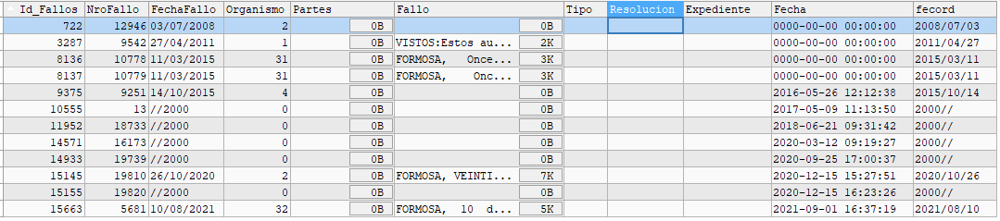 Id_Fallos NroFallo FechaFallo Organismo Partes Fallo Tipo Resolucion Expediente Fecha fecord
722 12946 03/07/2008 2 0B 0B 0000-00-00 00:00:00 2008/07/03
3287 9542 27/04/2011 1 0B VISTOS:Estos au... 2K 0000-00-00 00:00:00 2011/04/27
8136 10778 11/03/2015 31 0B FORMOSA, Once... 3K 0000-00-00 00:00:00 2015/03/11
8137 10779 11/03/2015 31 0B FORMOSA, Onc... 3K 0000-00-00 00:00:00 2015/03/11
9375 9251 14/10/2015 4 0B 0B 2016-05-26 12:12:38 2015/10/14
10555 13 //2000 0 0B 0B 2017-05-09 11:13:50 2000//
11952 18733 //2000 0 0B 0B 2018-06-21 09:31:42 2000//
14571 16173 //2000 0 0B 0B 2020-03-12 09:19:27 2000//
14933 19739 //2000 0 0B 0B 2020-09-25 17:00:37 2000//
15145 19810 26/10/2020 2 0B FORMOSA, VEINTI... 7K 2020-12-15 15:27:51 2020/10/26
15155 19820 //2000 0 0B 0B 2020-12-15 16:23:26 2000//
15663 5681 10/08/2021 32 0B FORMOSA, 10 d... 5K 2021-09-01 16:37:19 2021/08/10